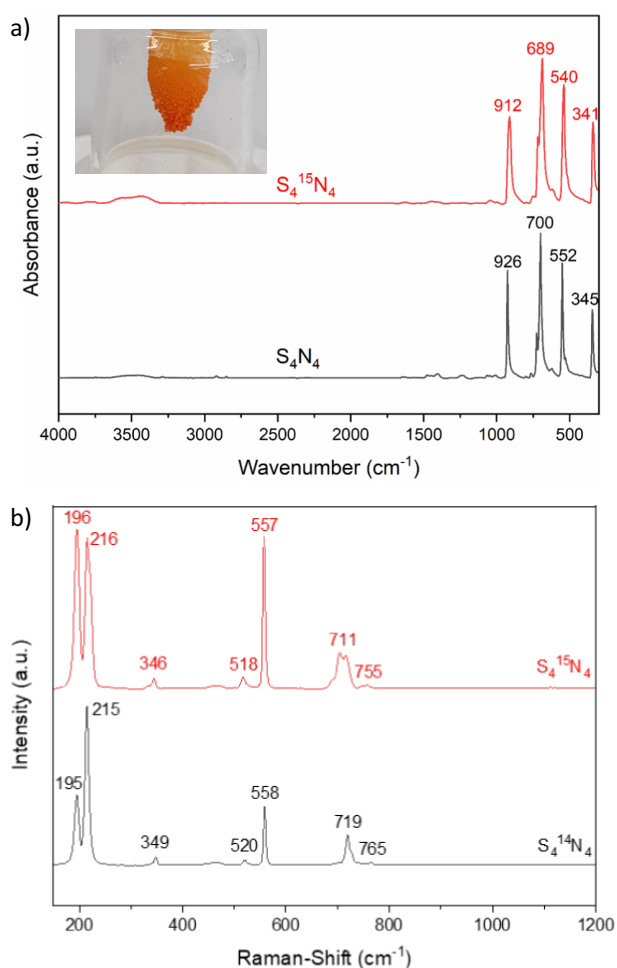 a)
689
912
540
341
S₄¹⁵N₄
700
926
552
345
S₄N₄
Absorbance (a.u.)
4000 3500 3000 2500 2000 1500 1000 500
Wavenumber (cm⁻¹)
b)
196
216
557
711
346
518
755
S₄¹⁵N₄
215
195
558
719
349
520
765
S₄¹⁴N₄
Intensity (a.u.)
200 400 600 800 1000 1200
Raman-Shift (cm⁻¹)